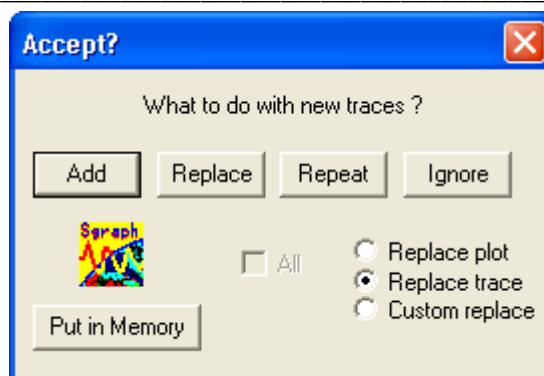 Accept?
What to do with new traces ?
Add Replace Repeat Ignore
Sgraph
All
Replace plot
Replace trace
Custom replace
Put in Memory